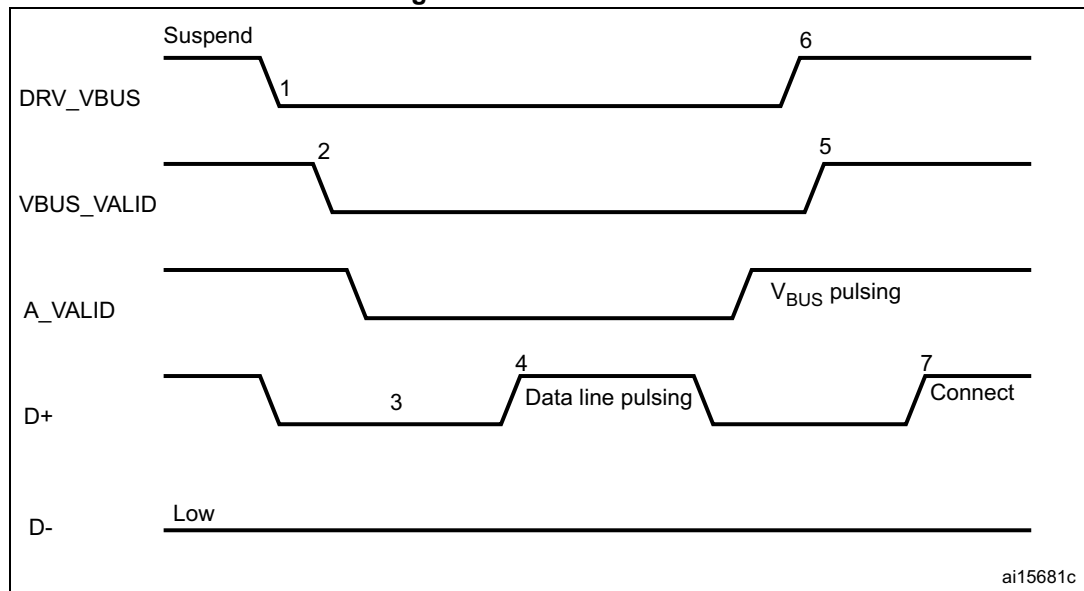 Suspend
6
DRV_VBUS
1
2
5
VBUS_VALID
A_VALID
VBUS pulsing
4
7
D+
3
Data line pulsing
Connect
D-
Low
ai15681c